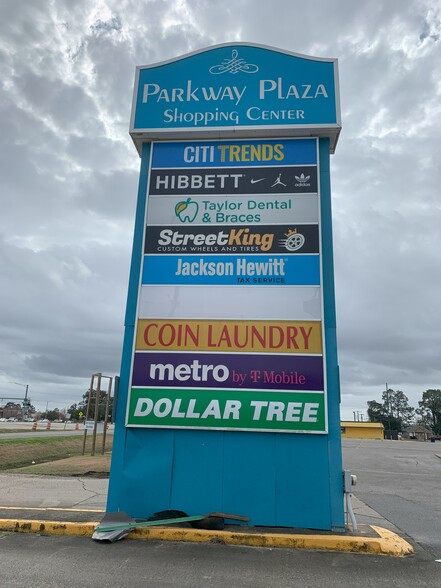 Parkway Plaza
Shopping Center
CITI TRENDS
HIBBETT adidas
Taylor Dental
& Braces
StreetKing
CUSTOM WHEELS AND TIRES
Jackson Hewitt
TAX SERVICE
COIN LAUNDRY
metro by T Mobile
DOLLAR TREE